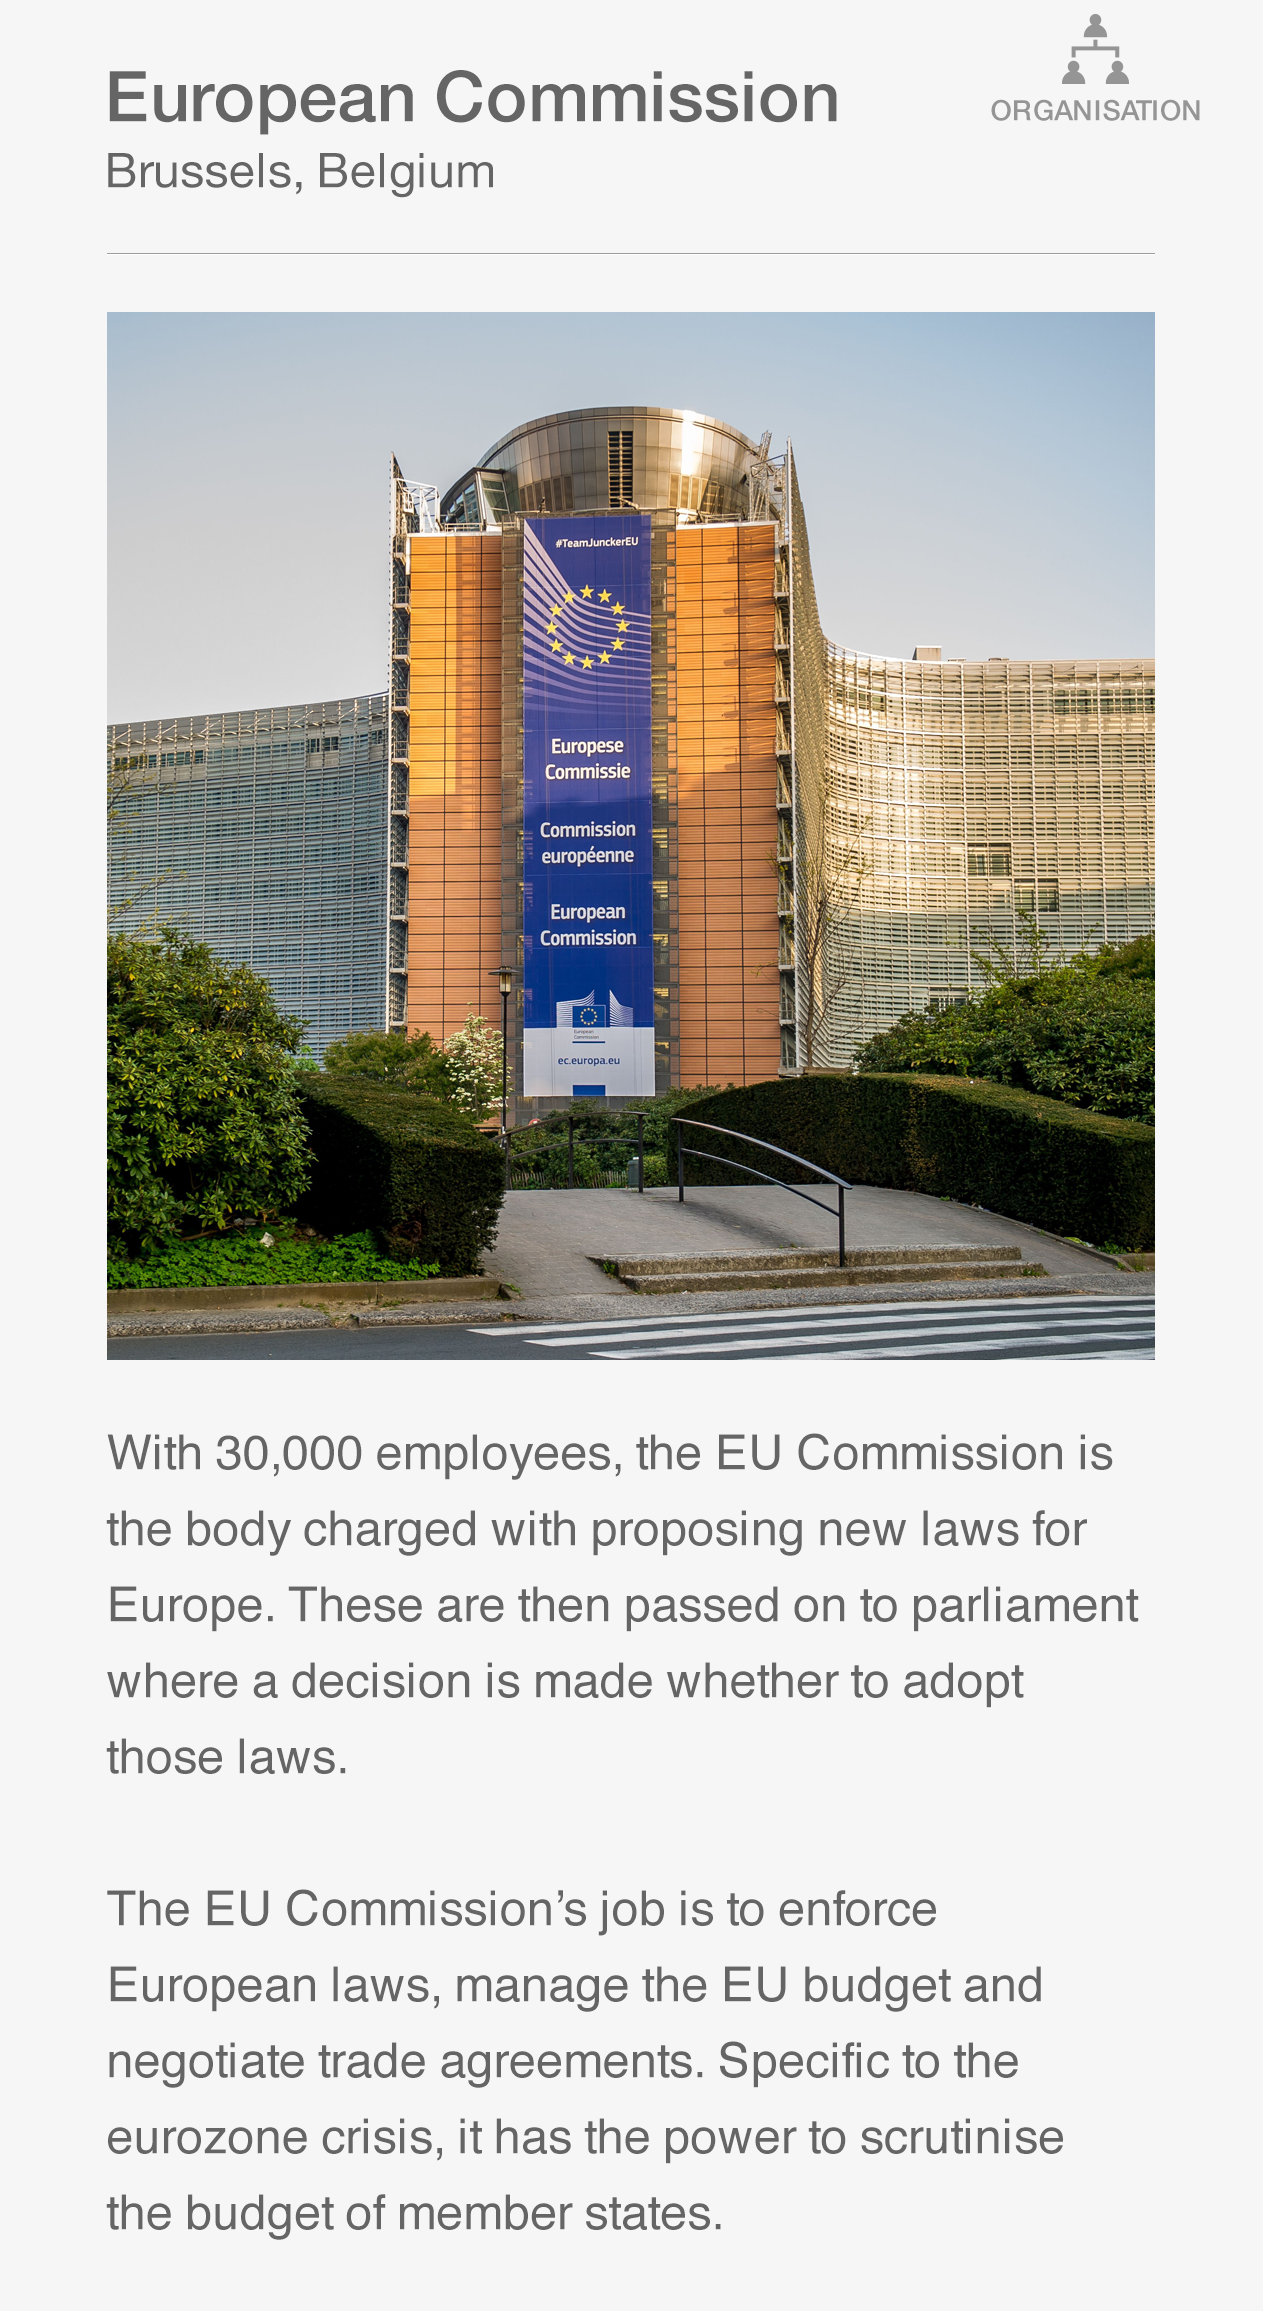 European Commission
ORGANISATION
Brussels, Belgium
#TeamJunckerEU
Europese
Commissie
Commission
européenne
European
Commission
European
Commission
ec.europa.eu
With 30,000 employees, the EU Commission is
the body charged with proposing new laws for
Europe. These are then passed on to parliament
where a decision is made whether to adopt
those laws.
The EU Commission’s job is to enforce
European laws, manage the EU budget and
negotiate trade agreements. Specific to the
eurozone crisis, it has the power to scrutinise
the budget of member states.